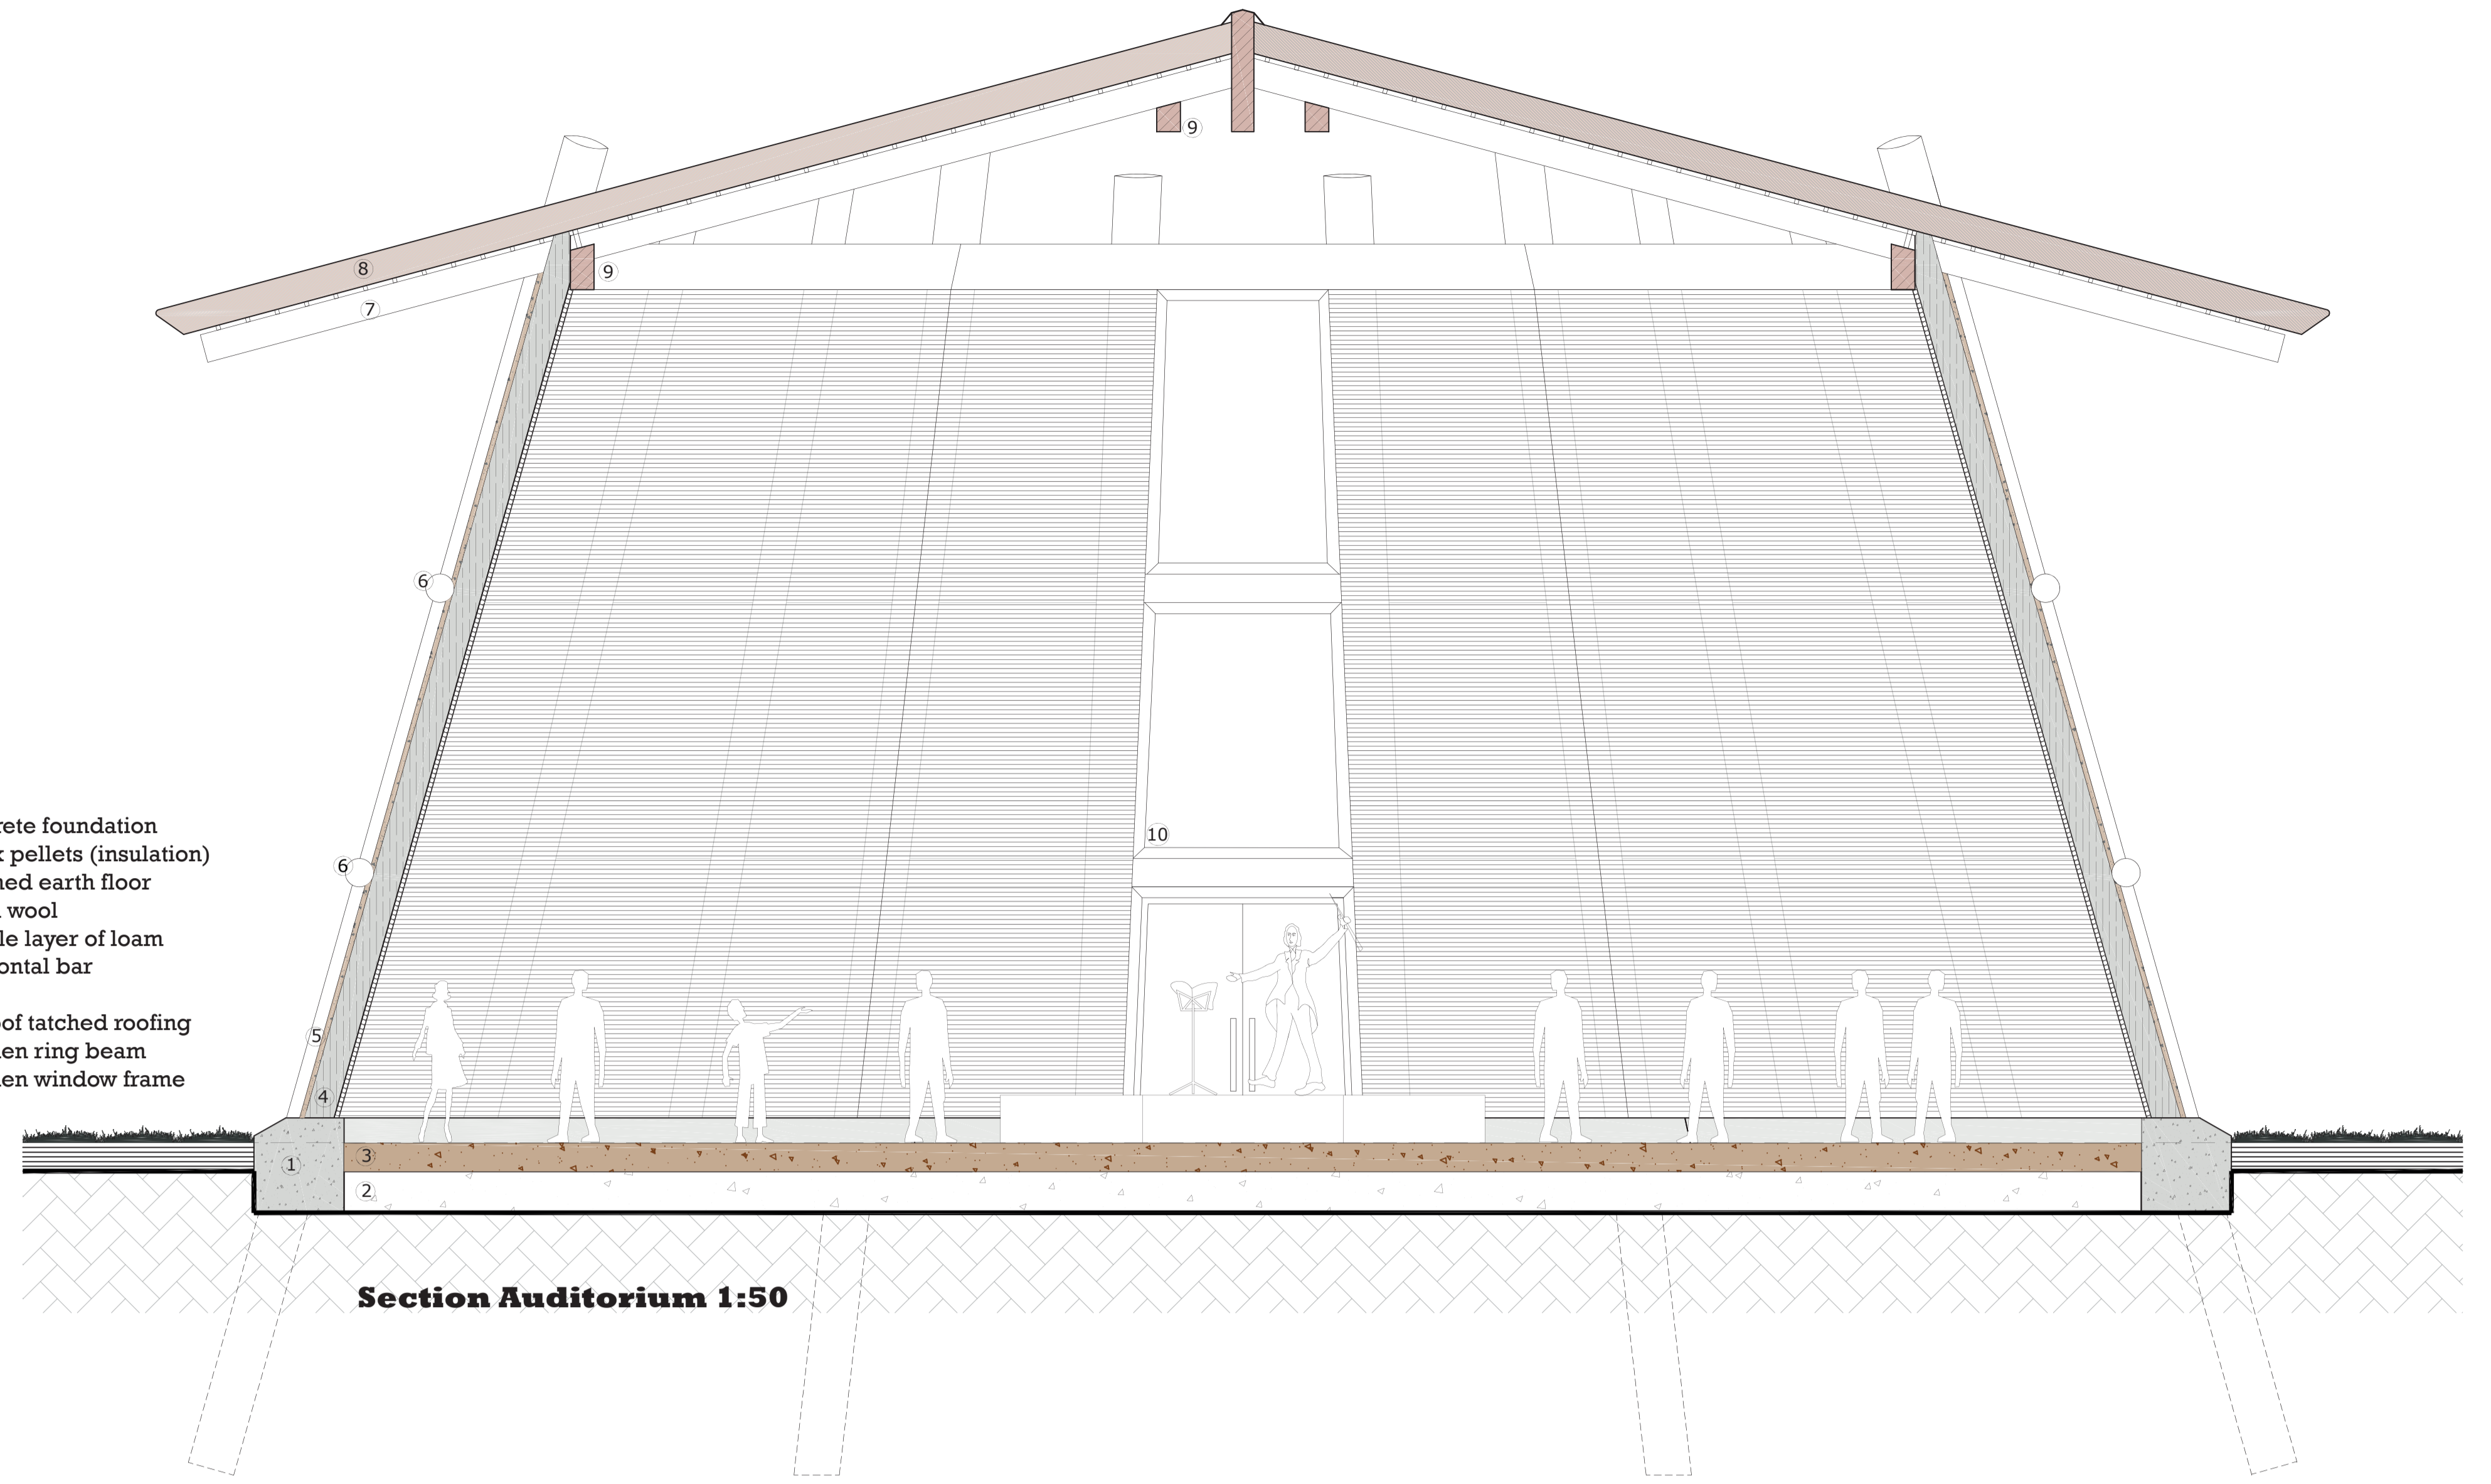 9
8
9
7
6
10
rete foundation
k pellets (insulation)
6
ned earth floor
wool
le layer of loam
ontal bar
of tatched roofing
5
en ring beam
en window frame
4
3
1
2
Section Auditorium 1:50